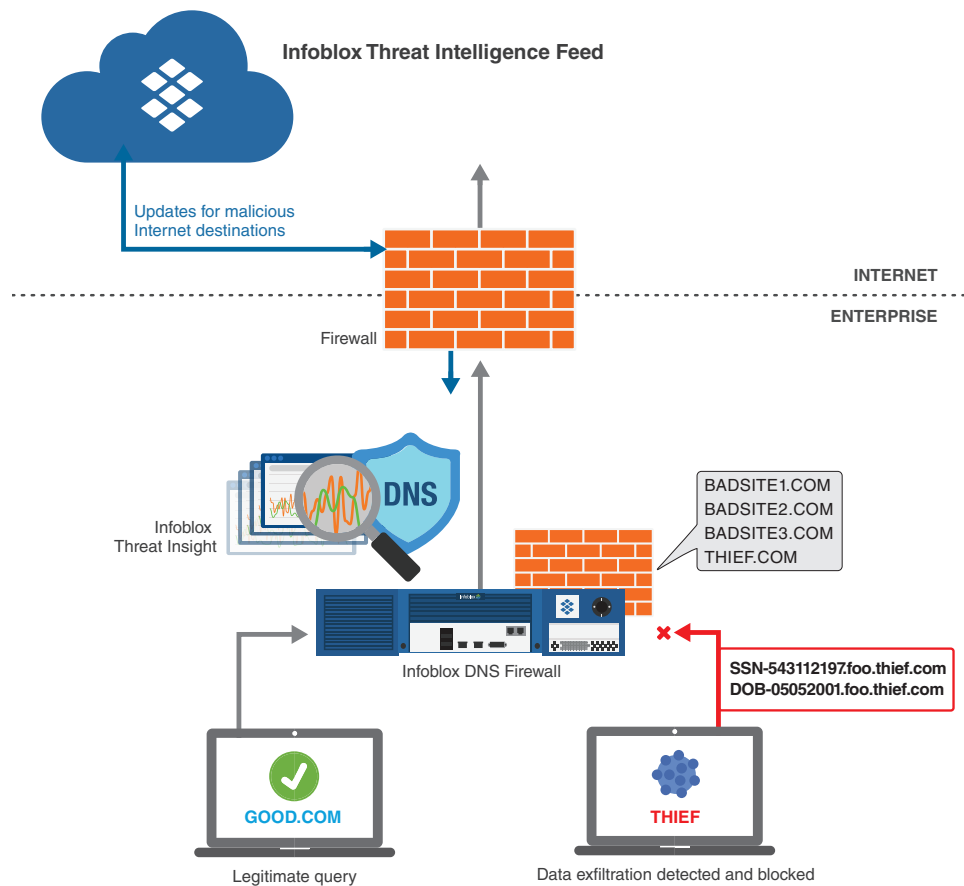 Infoblox Threat Intelligence Feed
Updates for malicious
Internet destinations
INTERNET
ENTERPRISE
Firewall
DNS
Infoblox
Threat Insight
BADSITE1.COM
BADSITE2.COM
BADSITE3.COM
THIEF.COM
Infoblox
Infoblox DNS Firewall
SSN-543112197.foo.thief.com
DOB-05052001.foo.thief.com
GOOD.COM
THIEF
Legitimate query
Data exfiltration detected and blocked